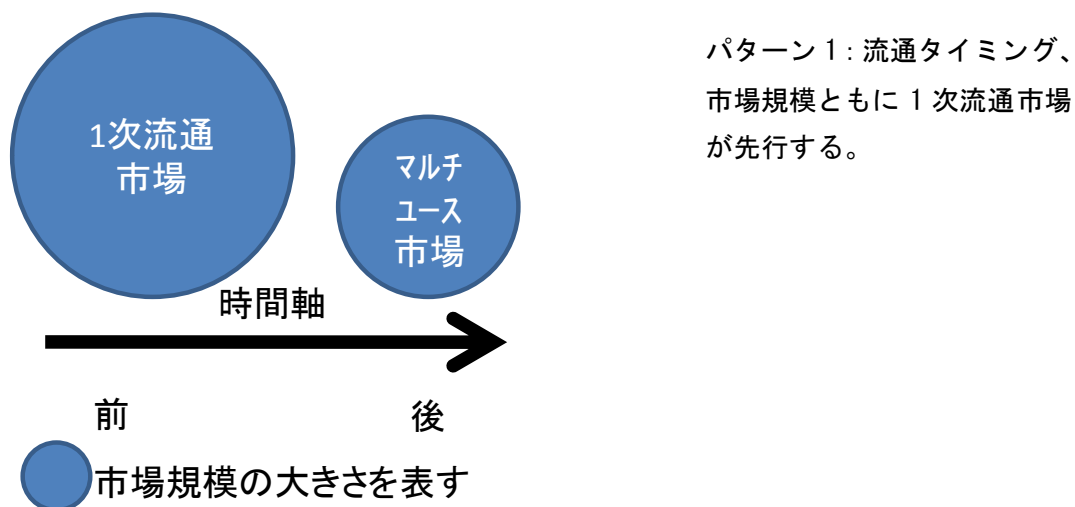 1次流通
市場
マルチ
ユース
市場
時間軸
前
後
市場規模の大きさを表す
パターン 1: 流通タイミング、
市場規模ともに 1 次流通市場
が先行する。